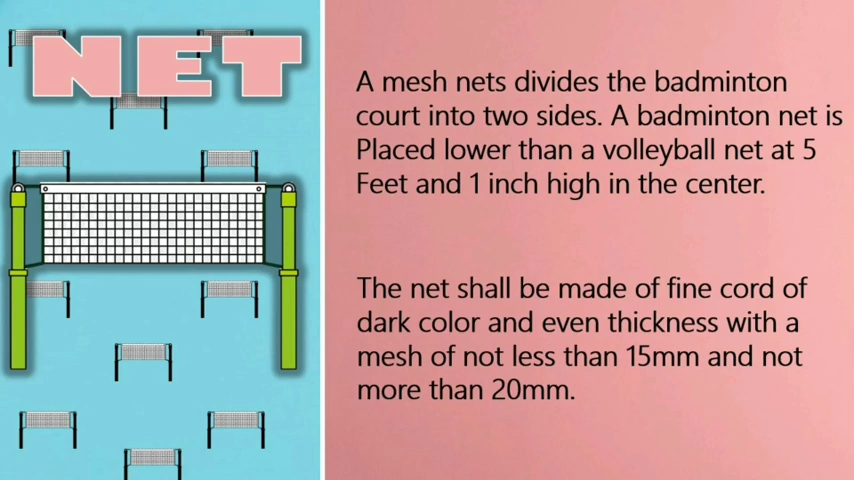 NET
A mesh nets divides the badminton
court into two sides. A badminton net is
Placed lower than a volleyball net at 5
Feet and 1 inch high in the center.
The net shall be made of fine cord of
dark color and even thickness with a
mesh of not less than 15mm and not
more than 20mm.